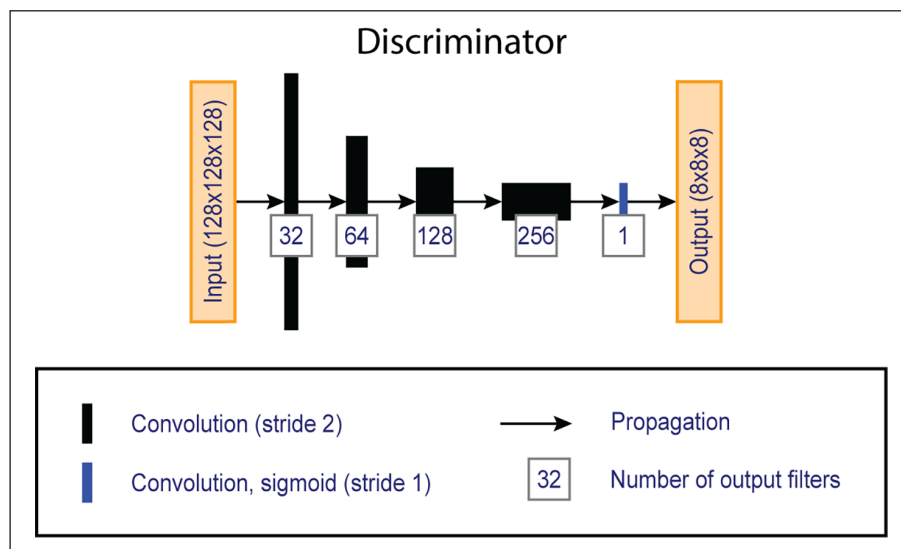 Discriminator
Input (128x128x128)
32
64
128
256
1
Output (8x8x8)
Convolution (stride 2)
Propagation
Convolution, sigmoid (stride 1)
32
Number of output filters